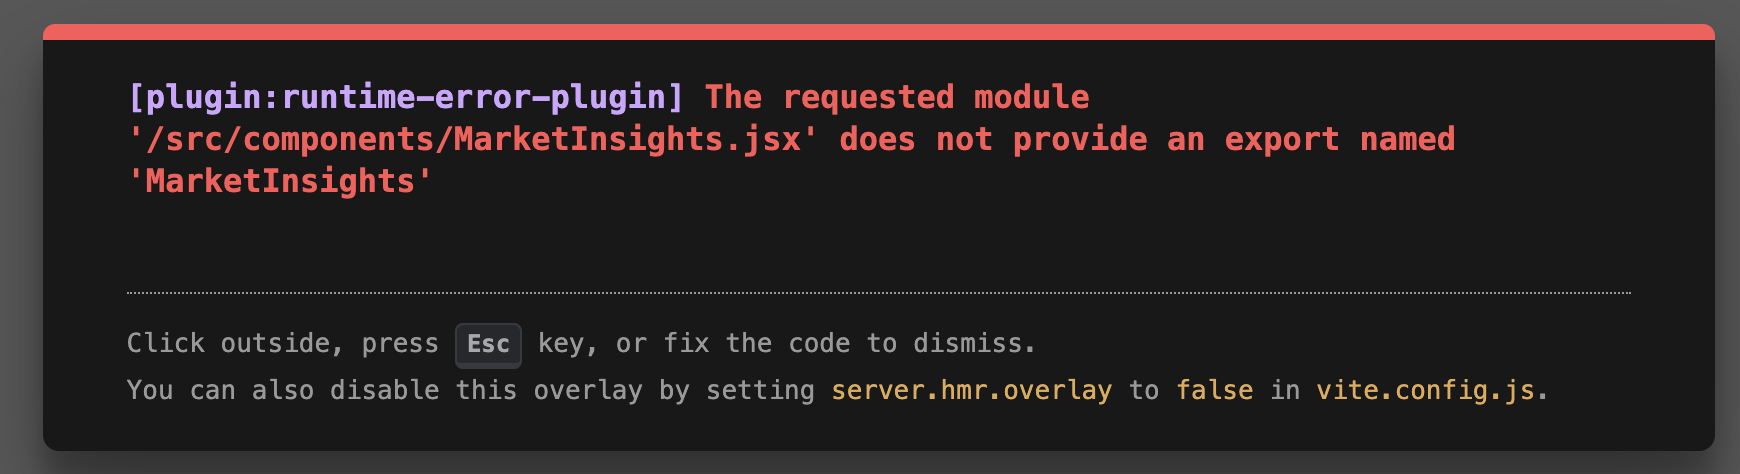 [plugin:runtime-error-plugin] The requested module
'/src/components/MarketInsights.jsx' does not provide an export named
'MarketInsights'
Click outside, press Esc key, or fix the code to dismiss.
You can also disable this overlay by setting server.hmr.overlay to false in vite.config.js.